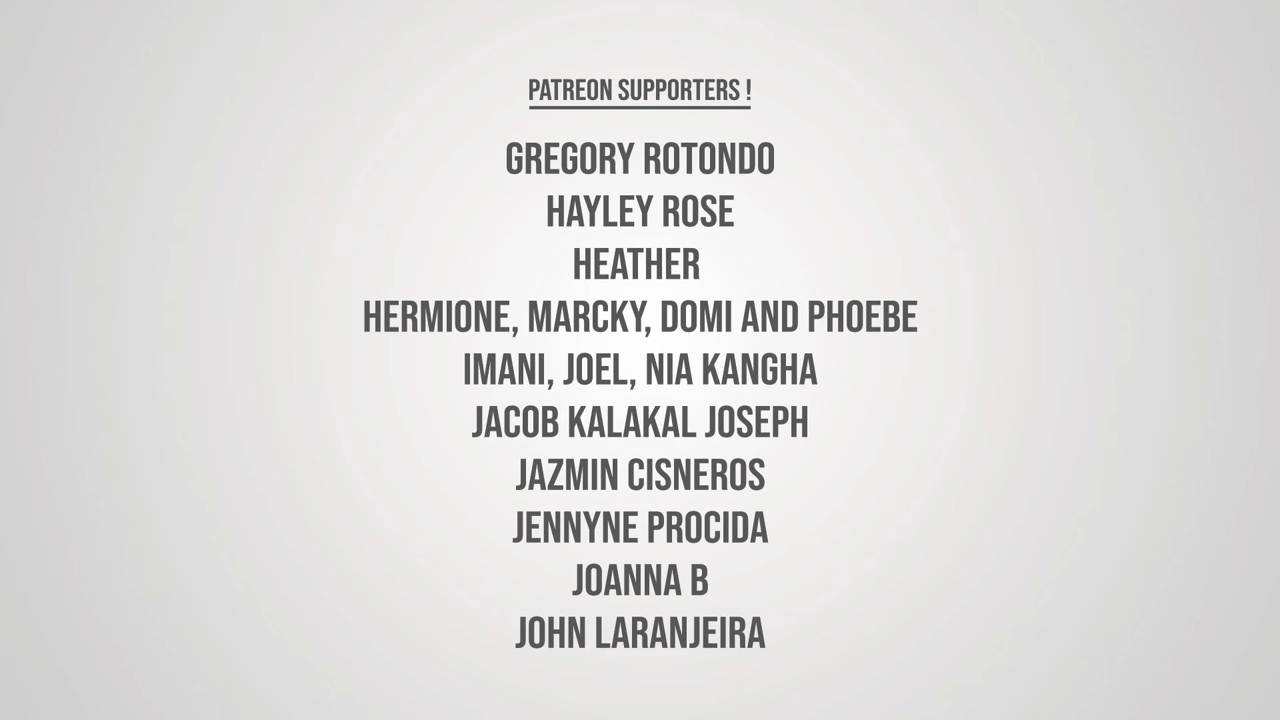 PATREON SUPPORTERS !
GREGORY ROTONDO
HAYLEY ROSE
HEATHER
HERMIONE, MARCKY, DOMI AND PHOEBE
IMANI, JOEL, NIA KANGHA
JACOB KALAKAL JOSEPH
JAZMIN CISNEROS
JENNYNE PROCIDA
JOANNA B
JOHN LARANJEIRA